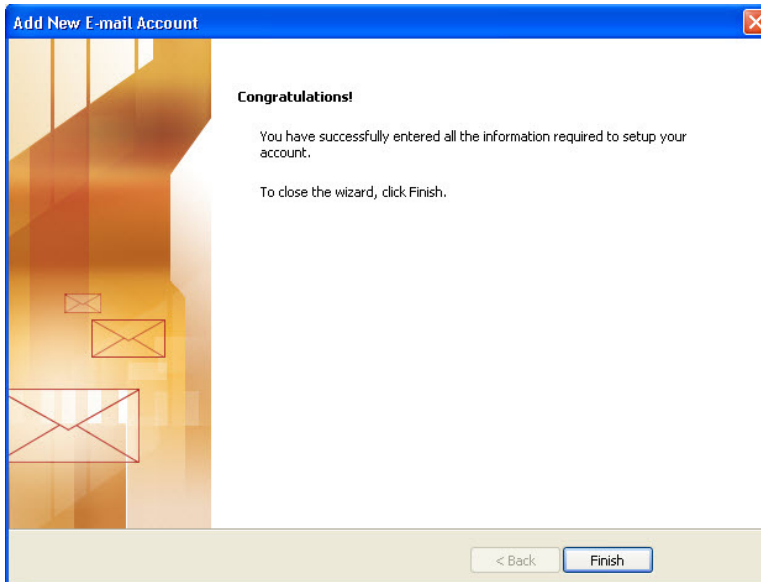 Add New E-mail Account
Congratulations!
You have successfully entered all the information required to setup your
account.
To close the wizard, click Finish.
< Back
Finish